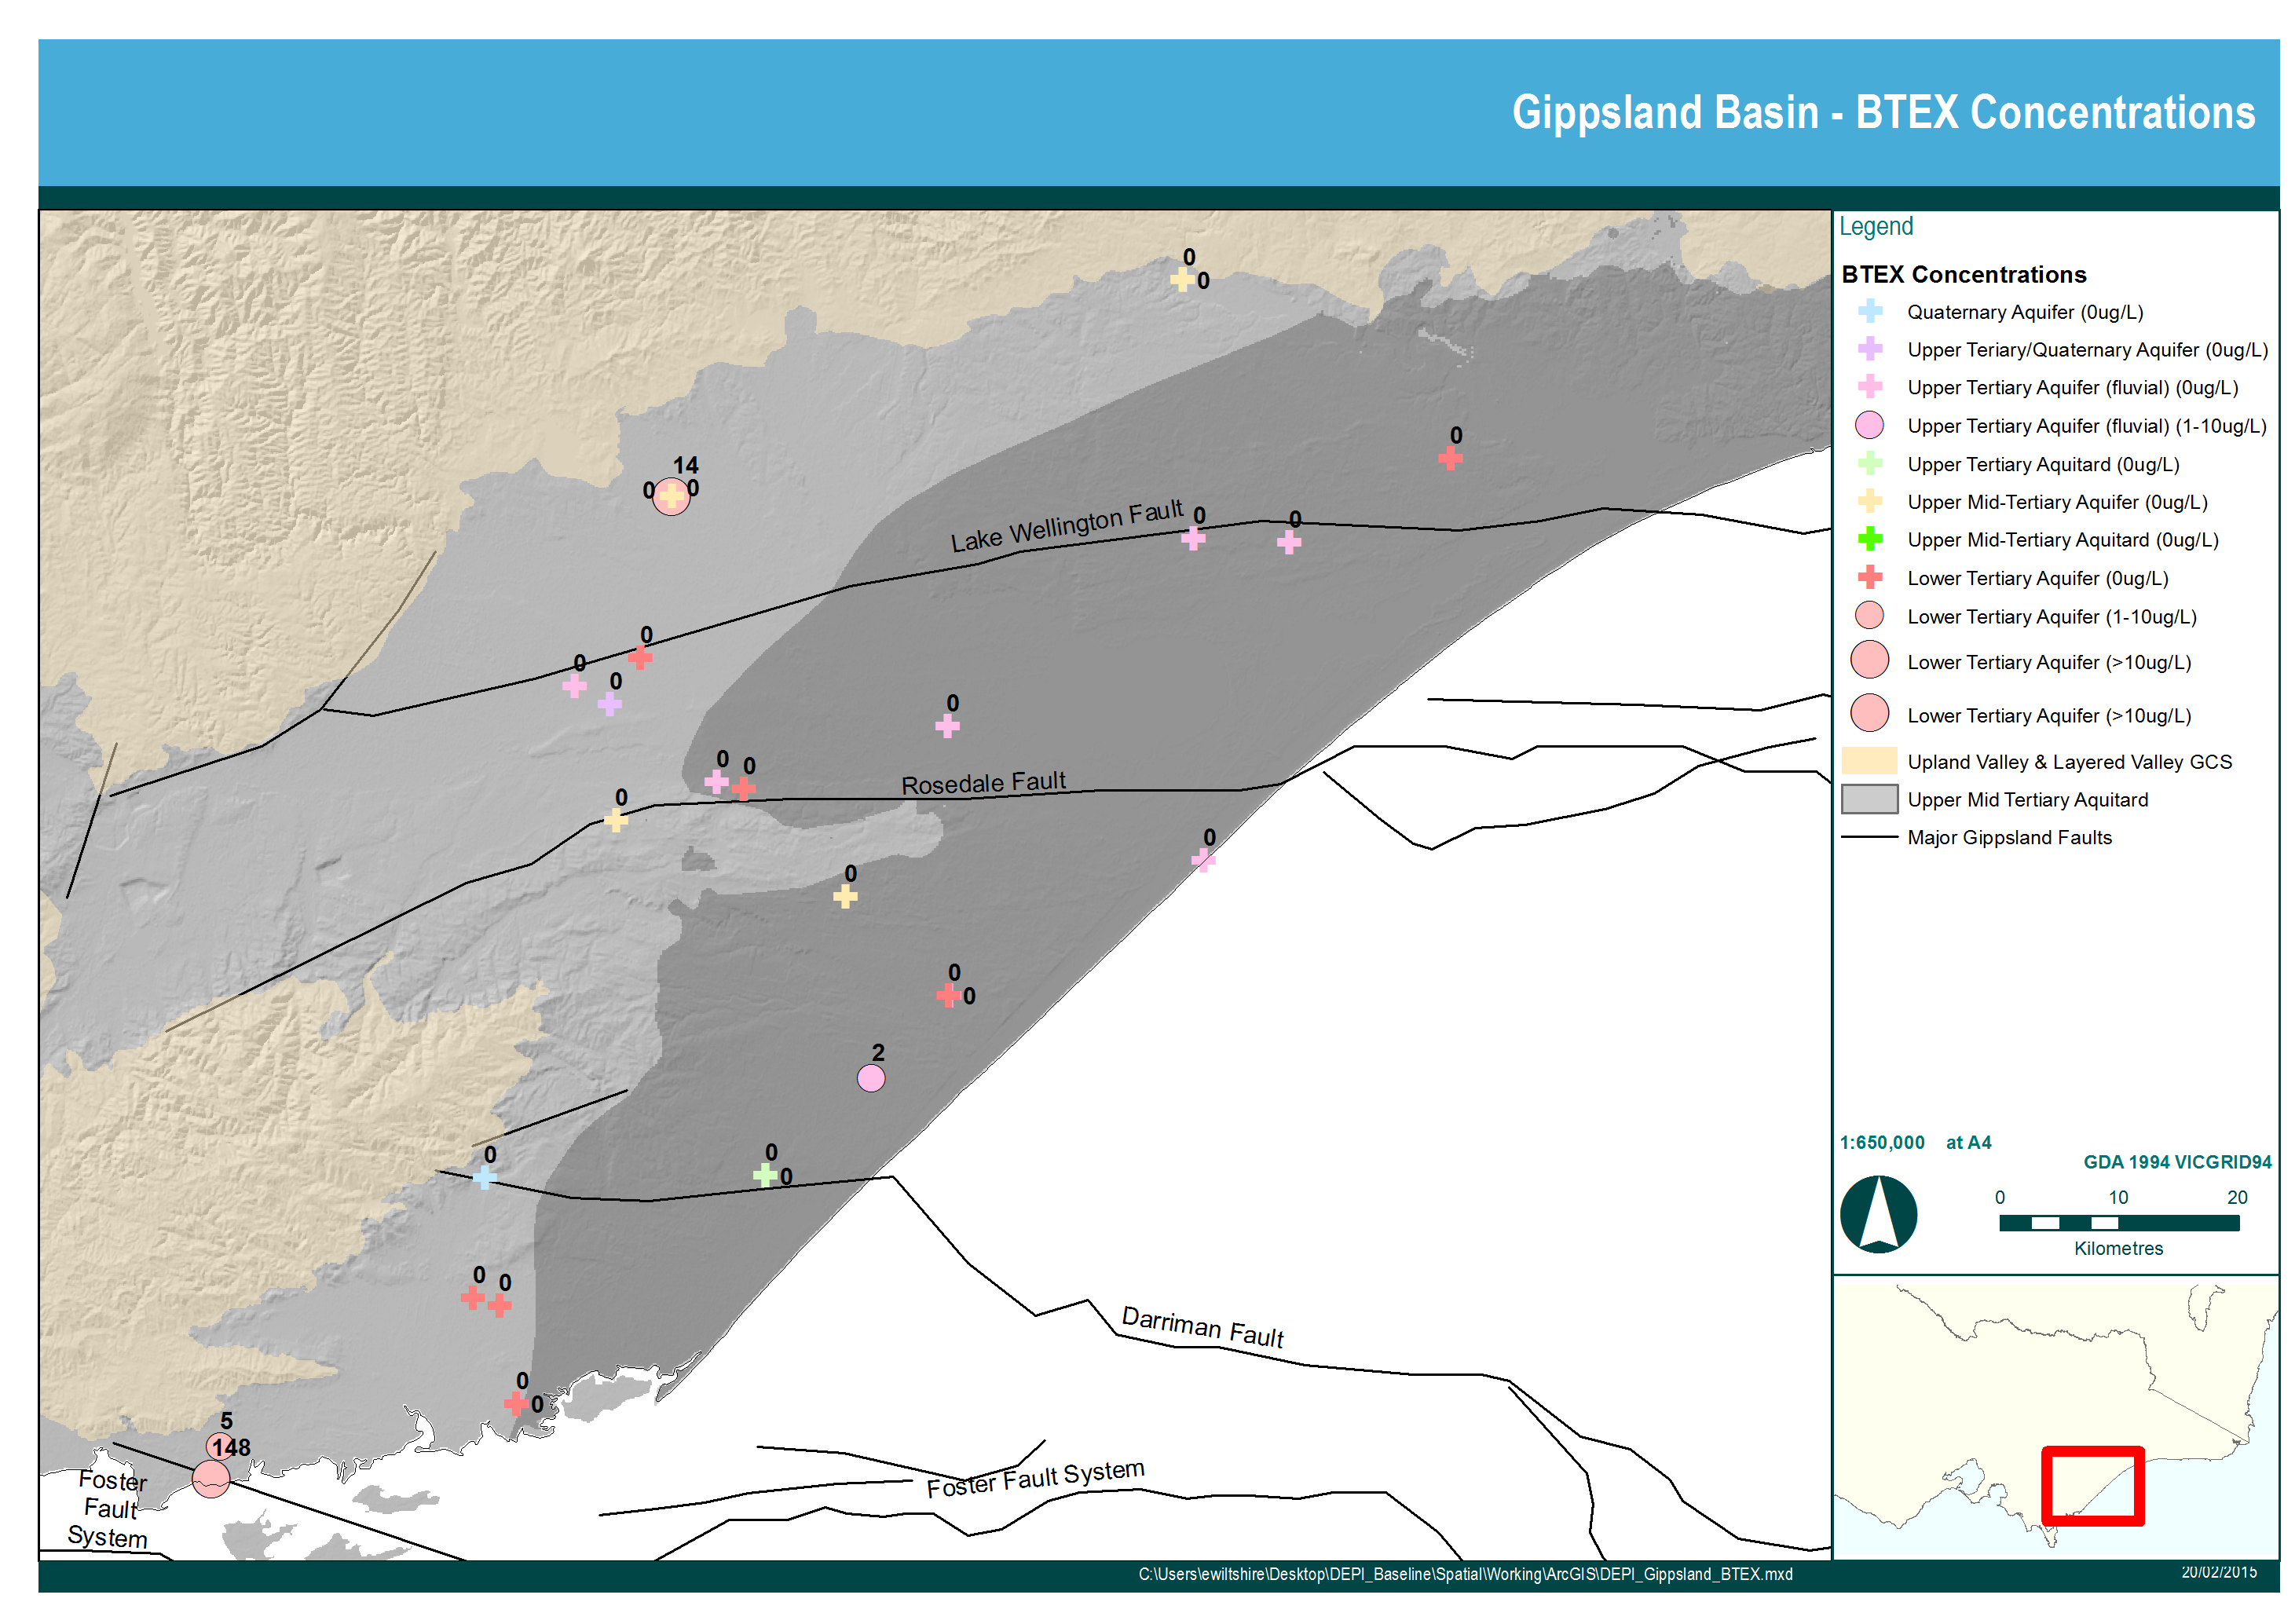 Gippsland Basin - BTEX Concentrations
Legend
BTEX Concentrations
Quaternary Aquifer (0ug/L)
Upper Teriary/Quaternary Aquifer (0ug/L)
Upper Tertiary Aquifer (fluvial) (0ug/L)
Upper Tertiary Aquifer (fluvial) (1-10ug/L)
Upper Tertiary Aquitard (0ug/L)
Upper Mid-Tertiary Aquifer (0ug/L)
Upper Mid-Tertiary Aquitard (0ug/L)
Lower Tertiary Aquifer (0ug/L)
Lower Tertiary Aquifer (1-10ug/L)
Lower Tertiary Aquifer (>10ug/L)
Lower Tertiary Aquifer (>10ug/L)
Upland Valley & Layered Valley GCS
Upper Mid Tertiary Aquitard
Major Gippsland Faults
0
0
0
14
0 0
Lake Wellington Fault
0
0
0
0
0
0
0 0
Rosedale Fault
0
0
0
0
0
2
0
0
0
0 0
Darriman Fault
0
0
5
148
Foster
Fault
System
Foster Fault System
1:650,000 at A4
GDA 1994 VICGRID94
0 10 20
Kilometres
C:\Users\ewiltshire\Desktop\DEPI_Baseline\Spatial\Working\ArcGIS\DEPI_Gippsland_BTEX.mxd
20/02/2015